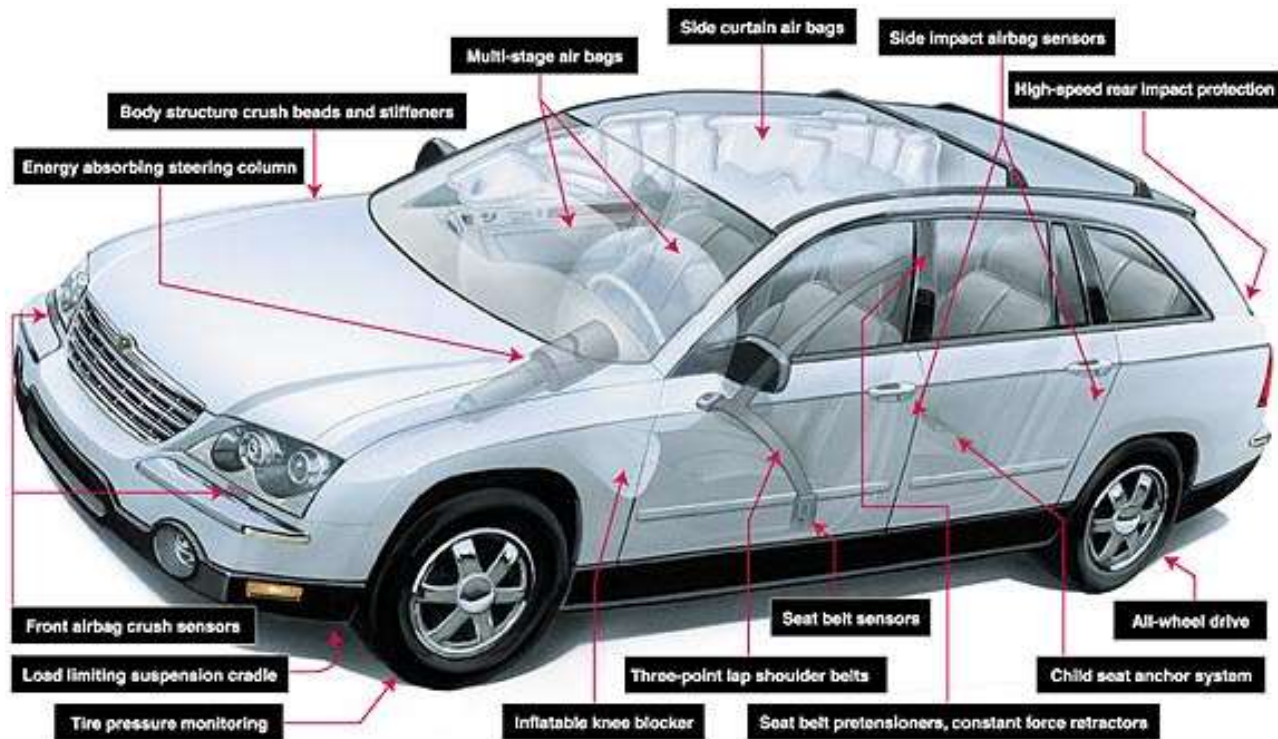 Side curtain air bags
Side impact airbag sensors
Multi-stage air bags
High-speed rear impact protection
Body structure crush beads and stiffeners
Energy absorbing steering column
Front airbag crush sensors
Seat belt sensors
All-wheel drive
Load limiting suspension cradle
Three-point lap shoulder belts
Child seat anchor system
Tire pressure monitoring
Inflatable knee blocker
Seat belt pretensioners, constant force retractors